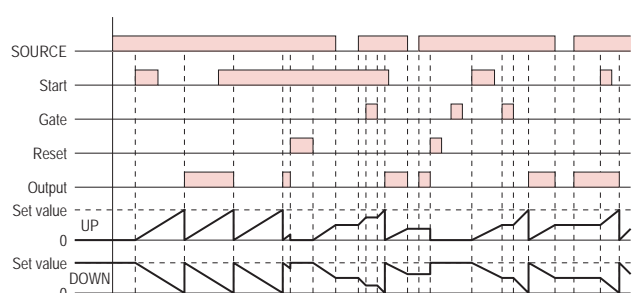 SOURCE
Start
Gate
Reset
Output
Set value
UP
0
Set value
DOWN
0